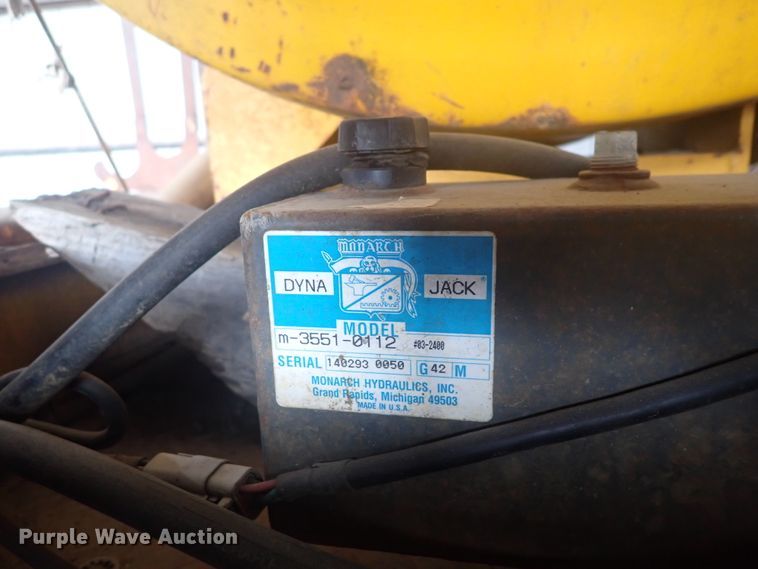 MONARCH
DYNA JACK®
MODEL
m-3551-0112 #03-2400
SERIAL 140293 0050 G 42 M
MONARCH HYDRAULICS, INC.
Grand Rapids, Michigan 49503
MADE IN U.S.A.
Purple Wave Auction®